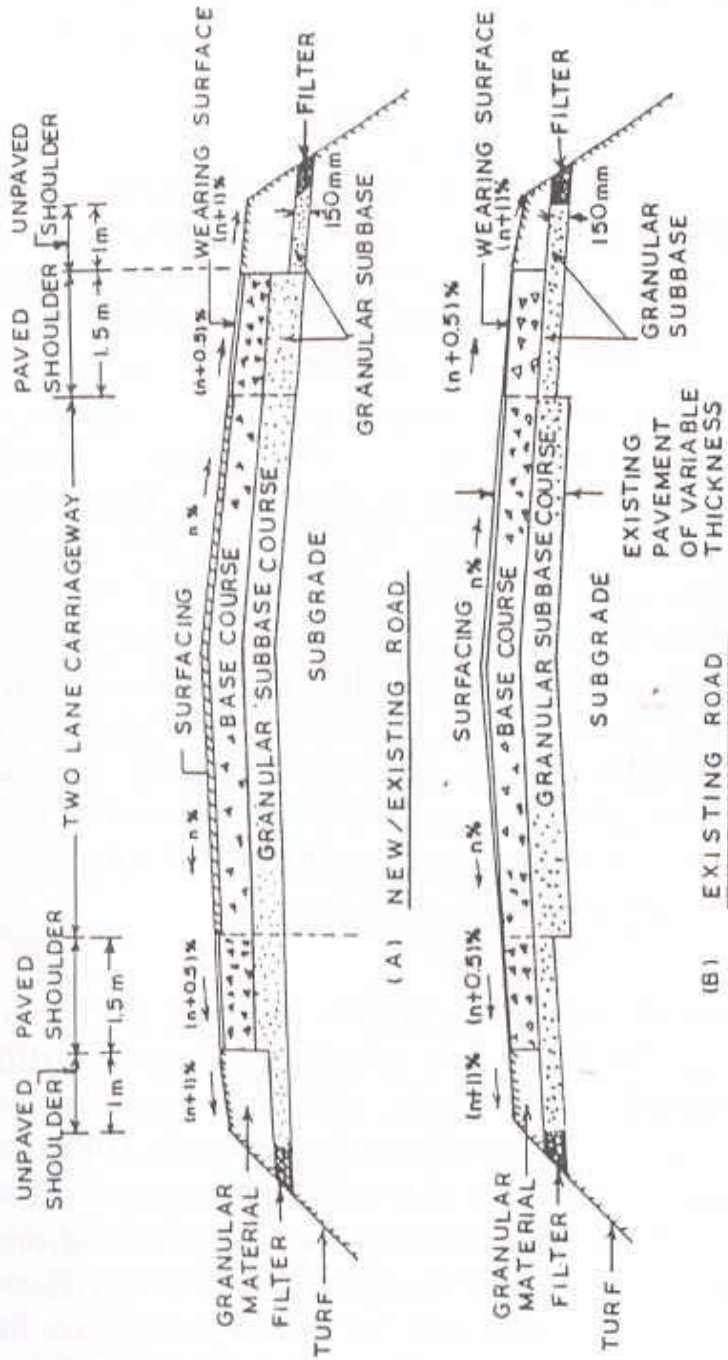 UNPAVED PAVED
SHOULDER SHOULDER
TWO LANE CARRIAGEWAY
PAVED UNPAVED
SHOULDER SHOULDER
1m
1.5m
1.5m
1m
(n+1)%
(n+0.5)%
n%
SURFACING
n%
(n+0.5)%
WEARING SURFACE
(n+1)%
BASE COURSE
GRANULAR SUBBASE COURSE
SUBGRADE
GRANULAR
MATERIAL
FILTER
TURF
150mm
FILTER
GRANULAR SUBBASE
(A) NEW/EXISTING ROAD
(n+1)%
(n+0.5)%
n%
SURFACING
n%
(n+0.5)%
WEARING SURFACE
(n+1)%
BASE COURSE
GRANULAR SUBBASE COURSE
SUBGRADE
GRANULAR
MATERIAL
FILTER
TURF
150mm
FILTER
GRANULAR
SUBBASE
EXISTING
PAVEMENT
OF VARIABLE
THICKNESS
(B) EXISTING ROAD